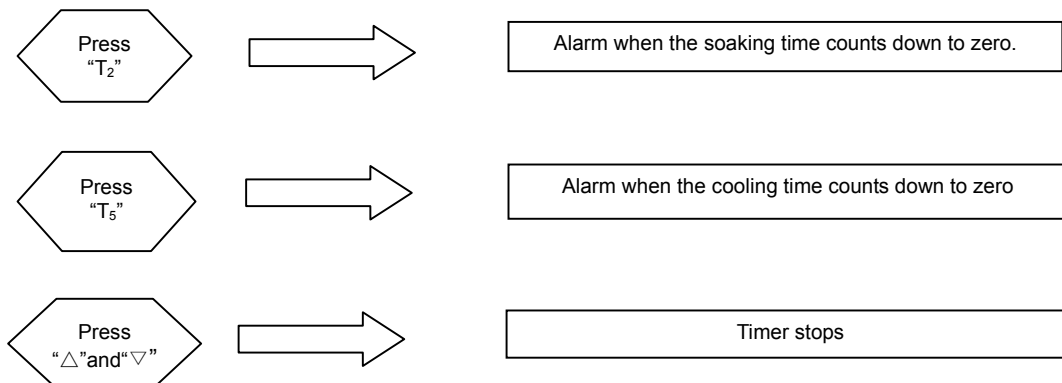 Press
“T₂”
Alarm when the soaking time counts down to zero.
Press
“T₅”
Alarm when the cooling time counts down to zero
Press
“△”and“▽”
Timer stops